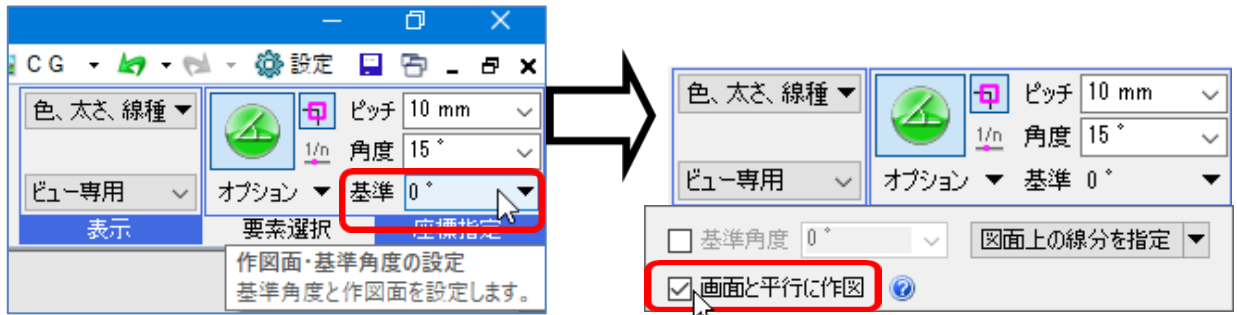 CG 設定
色、太さ、線種 ピッチ 10 mm
1/n 角度 15 °
ビュー専用 オプション 基準 0 °
表示 要素選択 座標指定
作図面・基準角度の設定
基準角度と作図面を設定します。
色、太さ、線種 ピッチ 10 mm
1/n 角度 15 °
ビュー専用 オプション 基準 0 °
基準角度 0 ° 図面上の線分を指定
画面と平行に作図